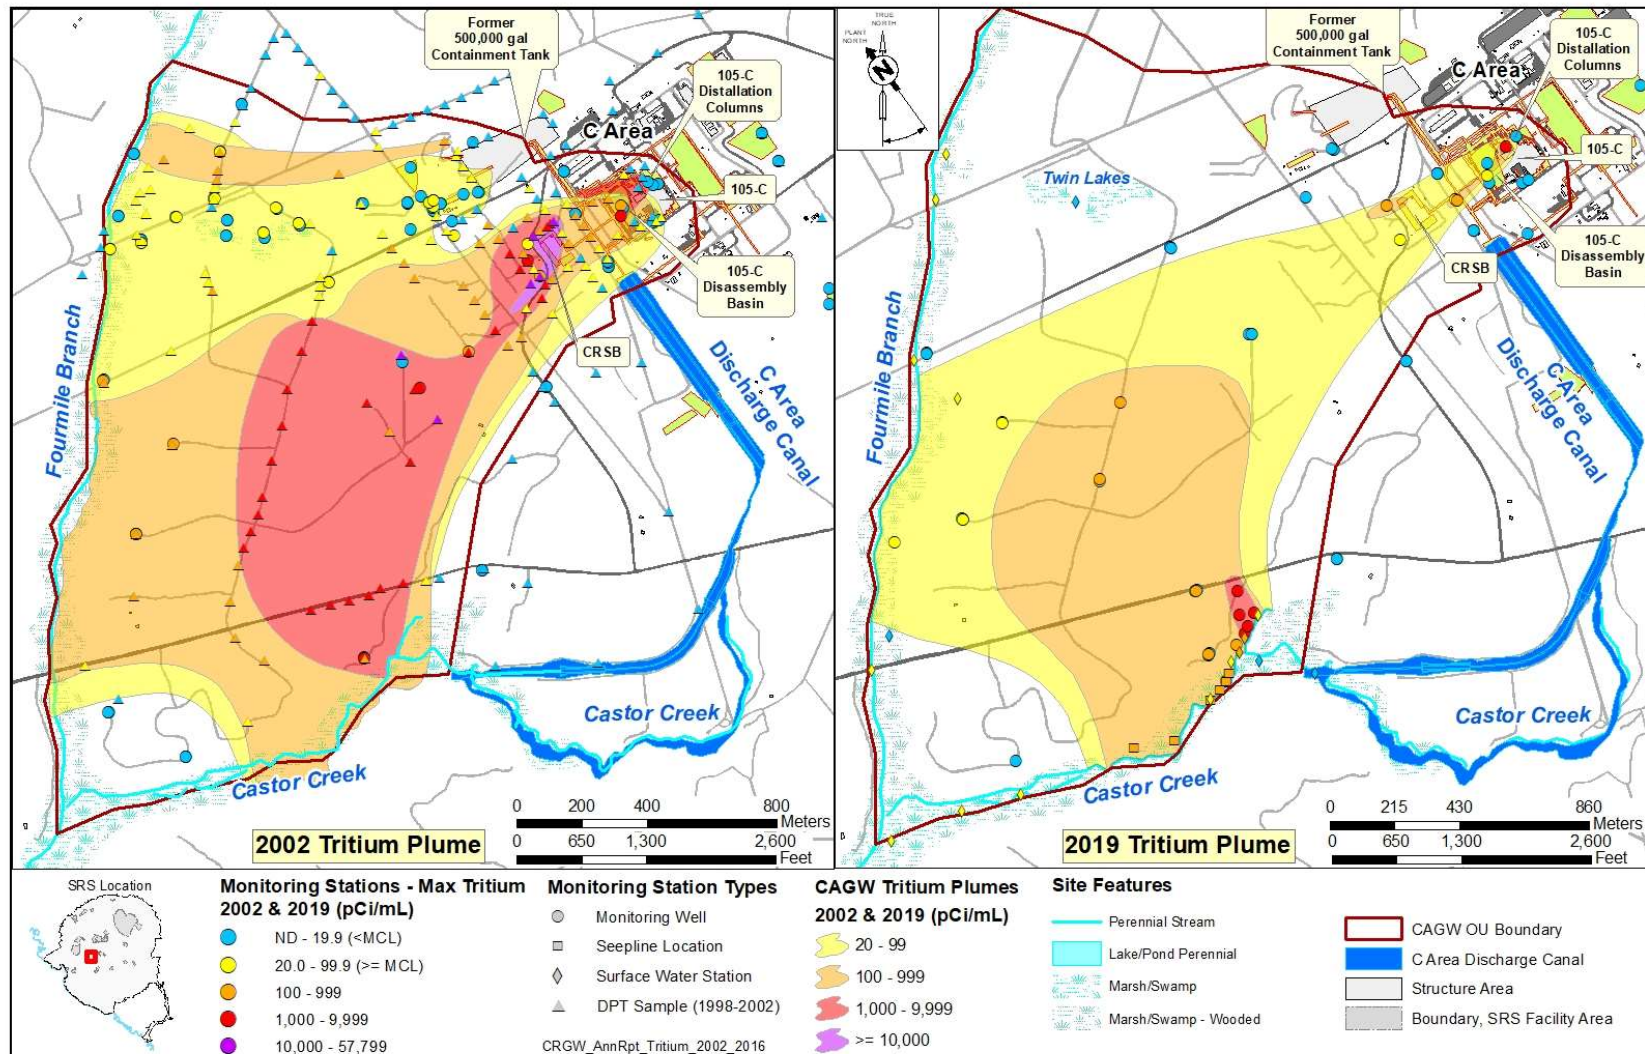 Former
500,000 gal
Containment Tank
105-C
Distallation
Columns
C Area
105-C
105-C
Disassembly
Basin
CRSB
Fourmile Branch
C Area
Discharge Canal
Castor Creek
Castor Creek
2002 Tritium Plume
0 200 400 800
Meters
0 650 1,300 2,600
Feet
TRUE
NORTH
PLANT
NORTH
N
Former
500,000 gal
Containment Tank
105-C
Distallation
Columns
C Area
105-C
Twin Lakes
105-C
Disassembly
Basin
CRSB
Fourmile Branch
C Area
Discharge Canal
Castor Creek
Castor Creek
2019 Tritium Plume
0 215 430 860
Meters
0 650 1,300 2,600
Feet
SRS Location
Monitoring Stations - Max Tritium
2002 & 2019 (pCi/mL)
ND - 19.9 (<MCL)
20.0 - 99.9 (>= MCL)
100 - 999
1,000 - 9,999
10,000 - 57,799
Monitoring Station Types
Monitoring Well
Seepline Location
Surface Water Station
DPT Sample (1998-2002)
CRGW_AnnRpt_Tritium_2002_2016
CAGW Tritium Plumes
2002 & 2019 (pCi/mL)
20 - 99
100 - 999
1,000 - 9,999
>= 10,000
Site Features
Perennial Stream
Lake/Pond Perennial
Marsh/Swamp
Marsh/Swamp - Wooded
CAGW OU Boundary
C Area Discharge Canal
Structure Area
Boundary, SRS Facility Area